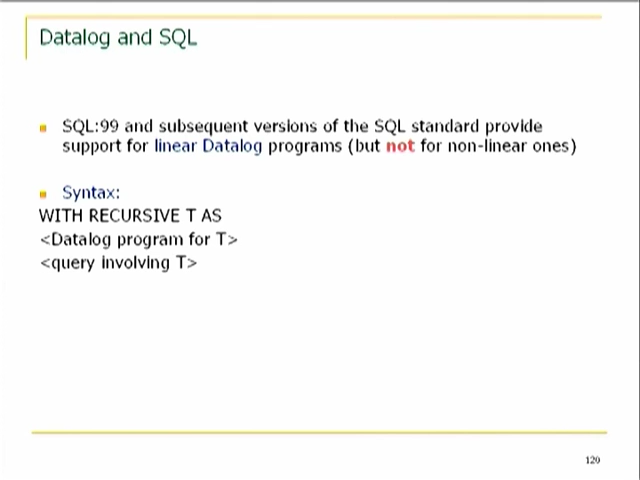 Datalog and SQL
SQL:99 and subsequent versions of the SQL standard provide
support for linear Datalog programs (but not for non-linear ones)
Syntax:
WITH RECURSIVE T AS
<Datalog program for T>
<query involving T>
120